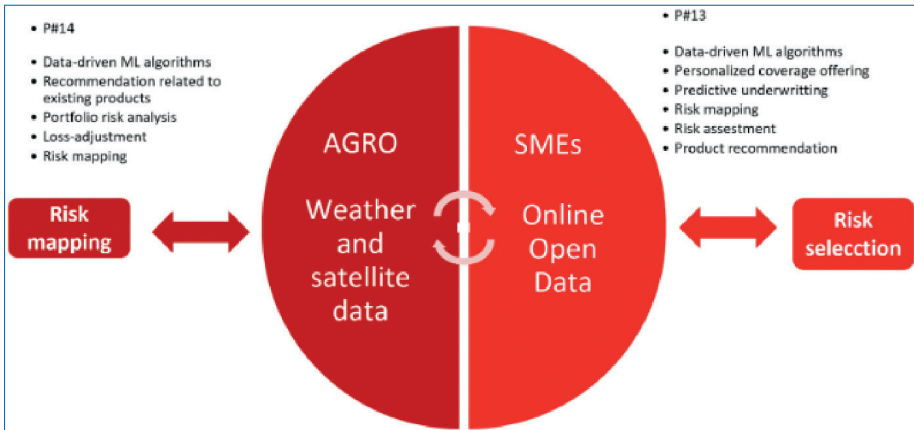 • P#14
• Data-driven ML algorithms
• Recommendation related to
existing products
• Portfolio risk analysis
• Loss-adjustment
• Risk mapping
Risk
mapping
AGRO
Weather
and
satellite
data
SMEs
Online
Open
Data
• P#13
• Data-driven ML algorithms
• Personalized coverage offering
• Predictive underwritting
• Risk mapping
• Risk assestment
• Product recommendation
Risk
selecction